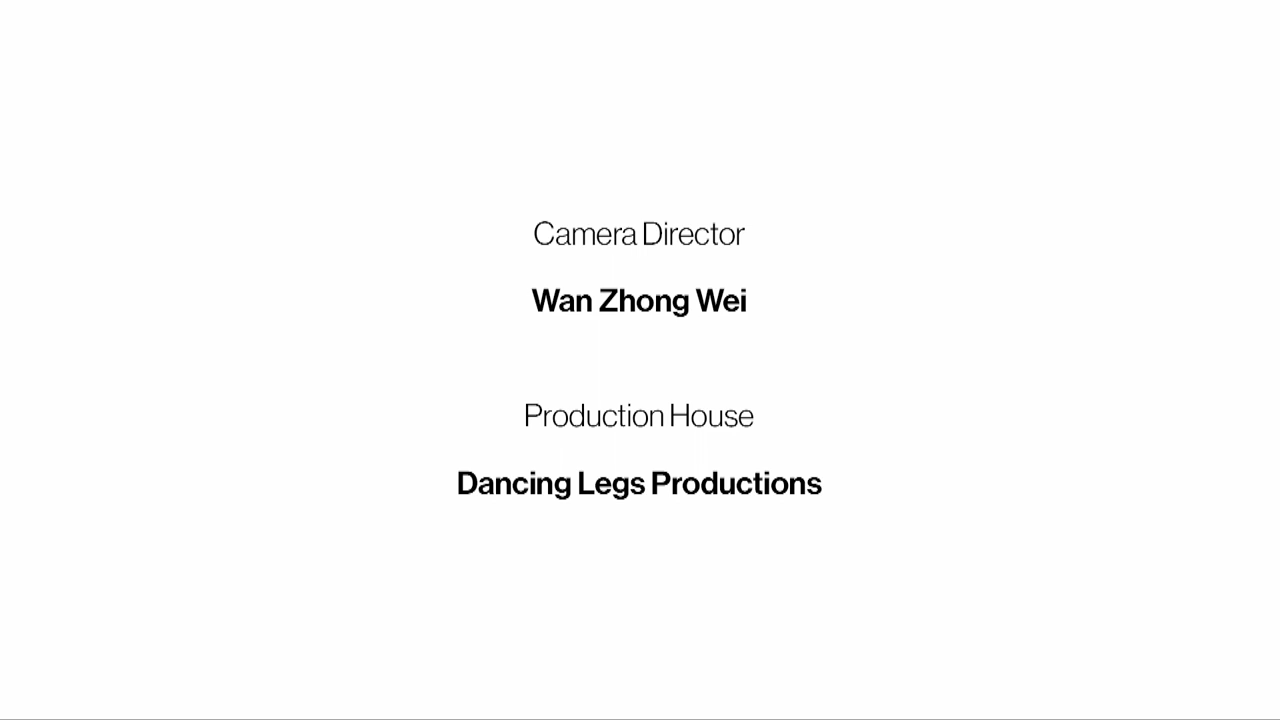 Camera Director
Wan Zhong Wei
Production House
Dancing Legs Productions